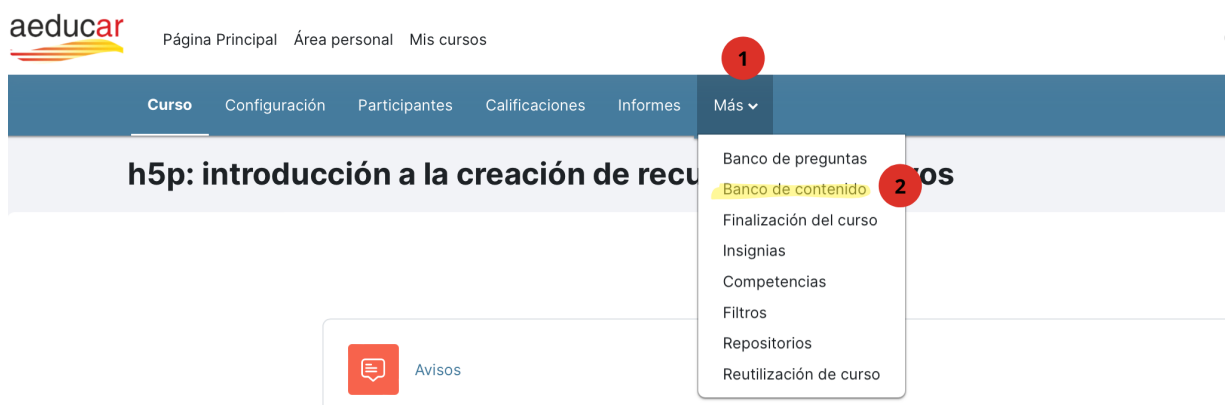 aeducar
Página Principal Área personal Mis cursos
1
Curso Configuración Participantes Calificaciones Informes Más
h5p: introducción a la creación de recu vos
Banco de preguntas
Banco de contenido 2
Finalización del curso
Insignias
Competencias
Filtros
Repositorios
Reutilización de curso
Avisos